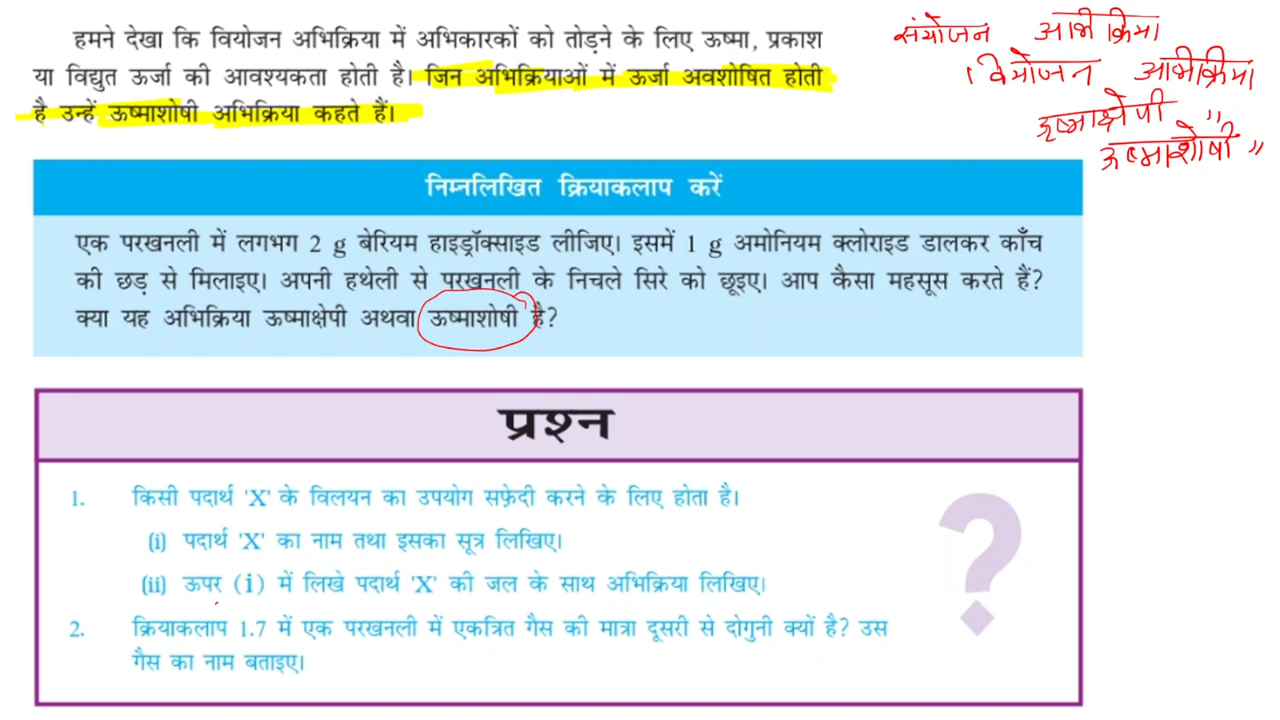 हमने देखा कि वियोजन अभिक्रिया में अभिकारकों को तोड़ने के लिए ऊष्मा, प्रकाश
या विद्युत ऊर्जा की आवश्यकता होती है। जिन अभिक्रियाओं में ऊर्जा अवशोषित होती
है उन्हें ऊष्माशोषी अभिक्रिया कहते हैं।
संयोजन अभिक्रिया
वियोजन अभिक्रिया
ऊष्माक्षेपी "
ऊष्माशोषी "
निम्नलिखित क्रियाकलाप करें
एक परखनली में लगभग 2 g बेरियम हाइड्रॉक्साइड लीजिए। इसमें 1 g अमोनियम क्लोराइड डालकर काँच
की छड़ से मिलाइए। अपनी हथेली से परखनली के निचले सिरे को छूइए। आप कैसा महसूस करते हैं?
क्या यह अभिक्रिया ऊष्माक्षेपी अथवा ऊष्माशोषी है?
प्रश्न
1. किसी पदार्थ 'X' के विलयन का उपयोग सफ़ेदी करने के लिए होता है।
(i) पदार्थ 'X' का नाम तथा इसका सूत्र लिखिए।
(ii) ऊपर (i) में लिखे पदार्थ 'X' की जल के साथ अभिक्रिया लिखिए।
2. क्रियाकलाप 1.7 में एक परखनली में एकत्रित गैस की मात्रा दूसरी से दोगुनी क्यों है? उस
गैस का नाम बताइए।
?